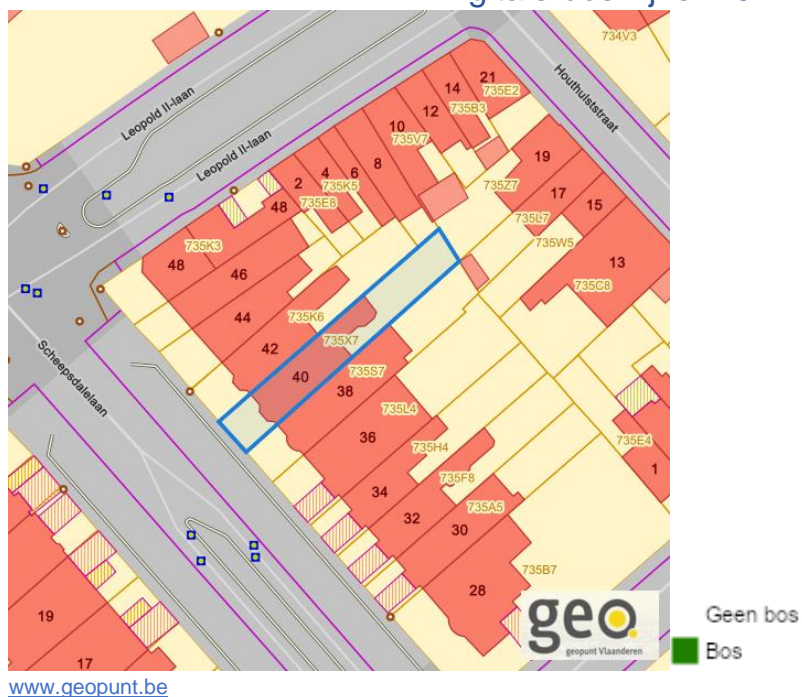 734V3
14
21
735E2
Houthulststraat
Leopold II-laan
12
735B3
10
735V7
Leopold II-laan
6
8
19
4
735K5
2
735Z7
17
48
735E8
15
735L7
735K3
735W5
48
46
13
735C8
44
735K6
42
735X7
Scheepsdalelaan
735S7
40
38
735L4
36
735H4
735E4
1
735F8
34
735A5
32
30
735B7
28
19
17
geo.
geopunt Vlaanderen
Geen bos
Bos
www.geopunt.be